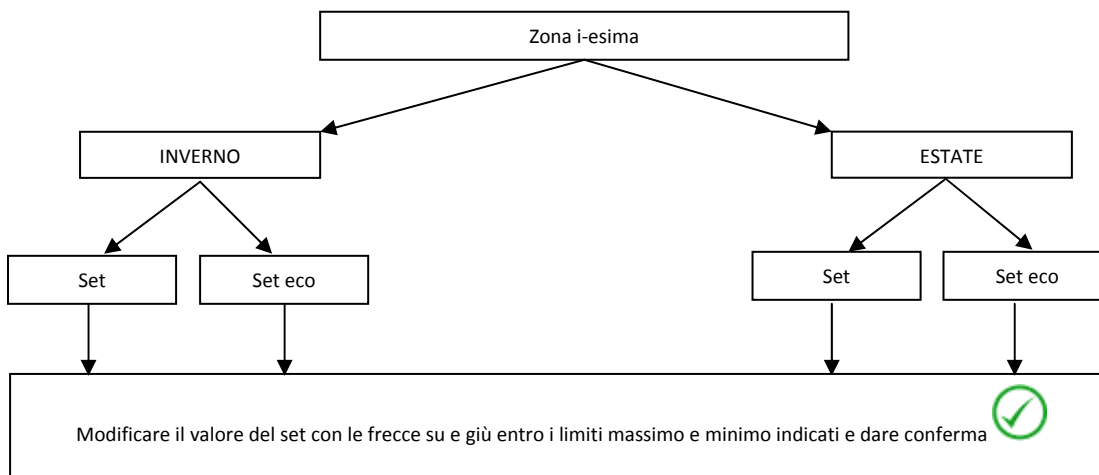 Zona i-esima
INVERNO
ESTATE
Set
Set eco
Set
Set eco
Modificare il valore del set con le frecce su e giù entro i limiti massimo e minimo indicati e dare conferma